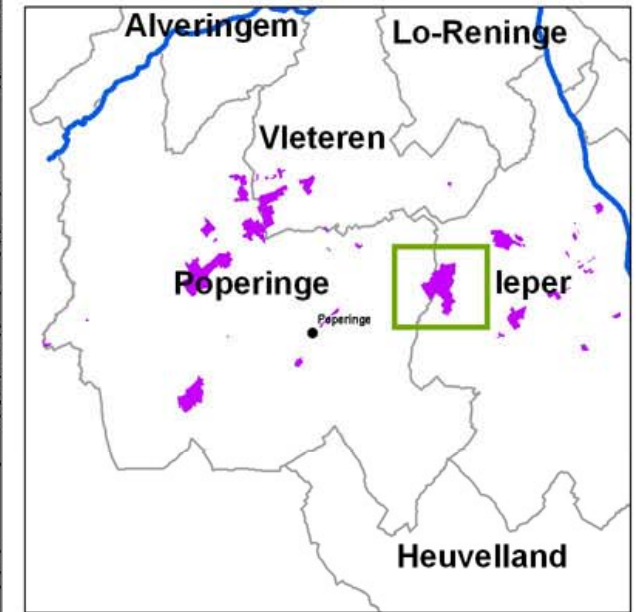 Alveringem
Lo-Reninge
Vleteren
Poperinge
Ieper
Poperinge
Heuvelland